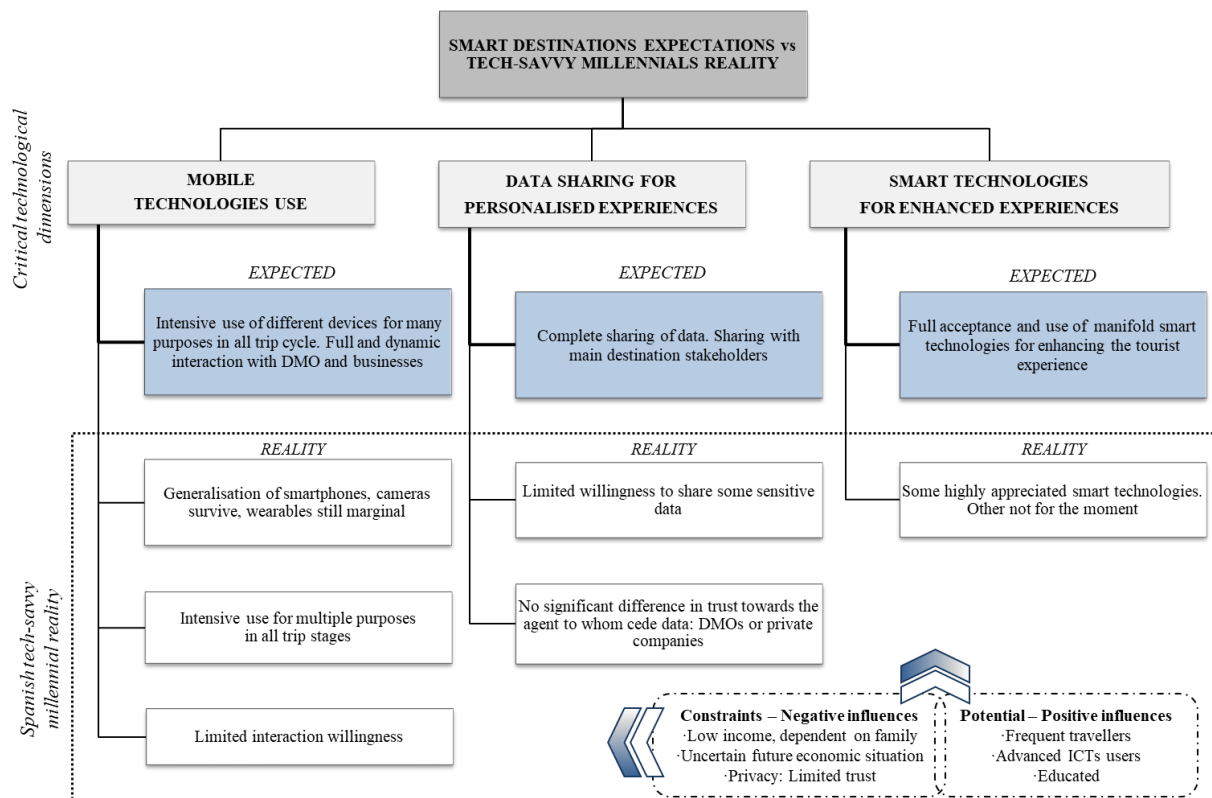 SMART DESTINATIONS EXPECTATIONS vs
TECH-SAVVY MILLENNIALS REALITY
Critical technological
dimensions
MOBILE
TECHNOLOGIES USE
DATA SHARING FOR
PERSONALISED EXPERIENCES
SMART TECHNOLOGIES
FOR ENHANCED EXPERIENCES
EXPECTED
Intensive use of different devices for many
purposes in all trip cycle. Full and dynamic
interaction with DMO and businesses
EXPECTED
Complete sharing of data. Sharing with
main destination stakeholders
EXPECTED
Full acceptance and use of manifold smart
technologies for enhancing the tourist
experience
Spanish tech-savvy
millennial reality
REALITY
Generalisation of smartphones, cameras
survive, wearables still marginal
Intensive use for multiple purposes
in all trip stages
Limited interaction willingness
REALITY
Limited willingness to share some sensitive
data
No significant difference in trust towards the
agent to whom cede data: DMOs or private
companies
REALITY
Some highly appreciated smart technologies.
Other not for the moment
Constraints – Negative influences
·Low income, dependent on family
·Uncertain future economic situation
·Privacy: Limited trust
Potential – Positive influences
·Frequent travellers
·Advanced ICTs users
·Educated